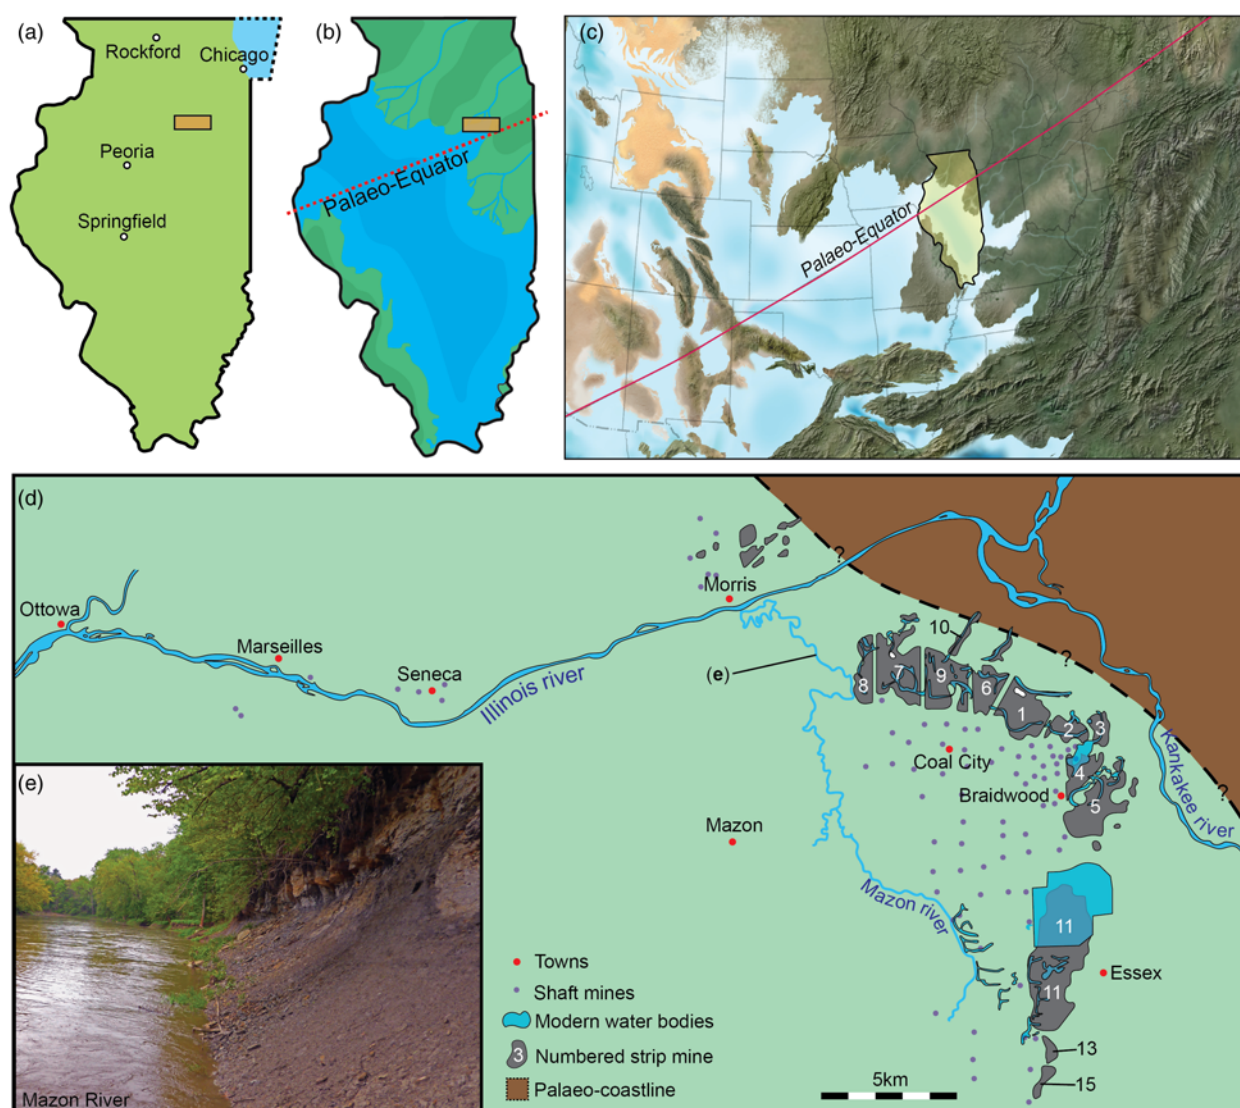 (a)
Rockford
Chicago
Peoria
Springfield
(b)
Palaeo-Equator
(c)
Palaeo-Equator
(d)
Ottowa
Marseilles
Seneca
Illinois river
Morris
?
10
(e)
8
7
9
6
1
2
3
4
5
?
?
Coal City
Braidwood
Kankakee river
Mazon
Mazon river
11
11
Essex
13
15
(e)
Mazon River
Towns
Shaft mines
Modern water bodies
3 Numbered strip mine
Palaeo-coastline
5km